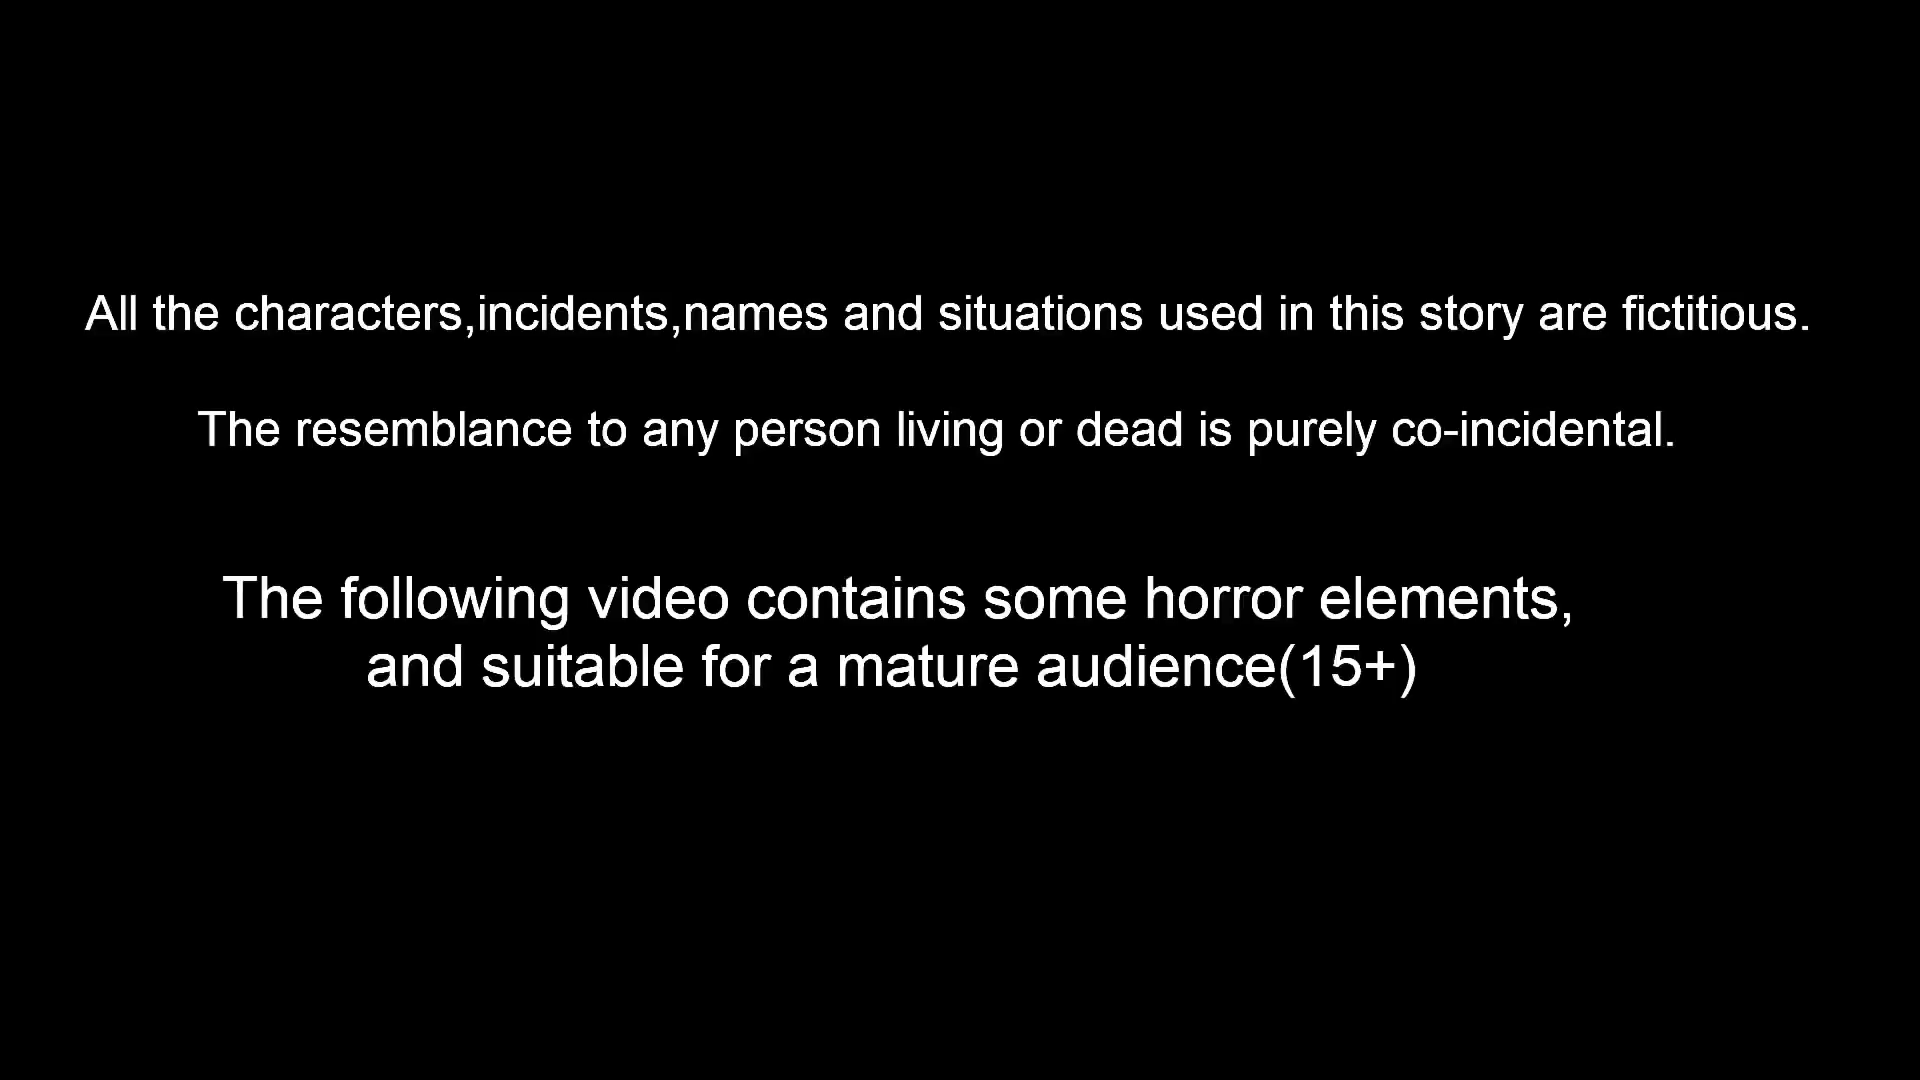 All the characters,incidents,names and situations used in this story are fictitious.
The resemblance to any person living or dead is purely co-incidental.
The following video contains some horror elements,
and suitable for a mature audience(15+)